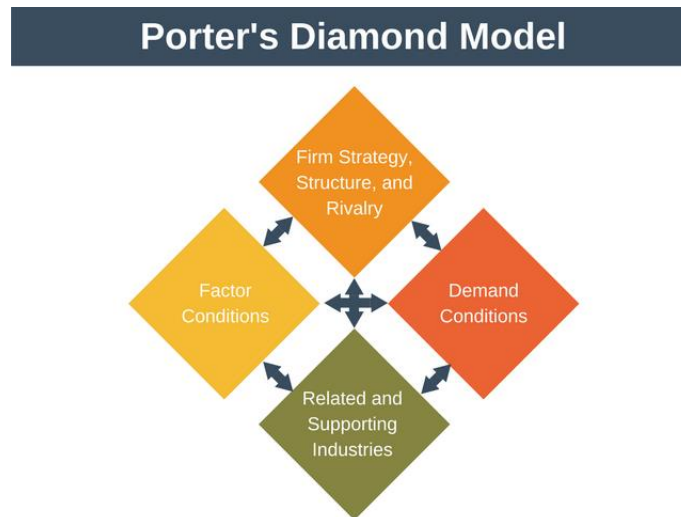 Porter's Diamond Model
Firm Strategy,
Structure, and
Rivalry
Factor
Conditions
Demand
Conditions
Related and
Supporting
Industries